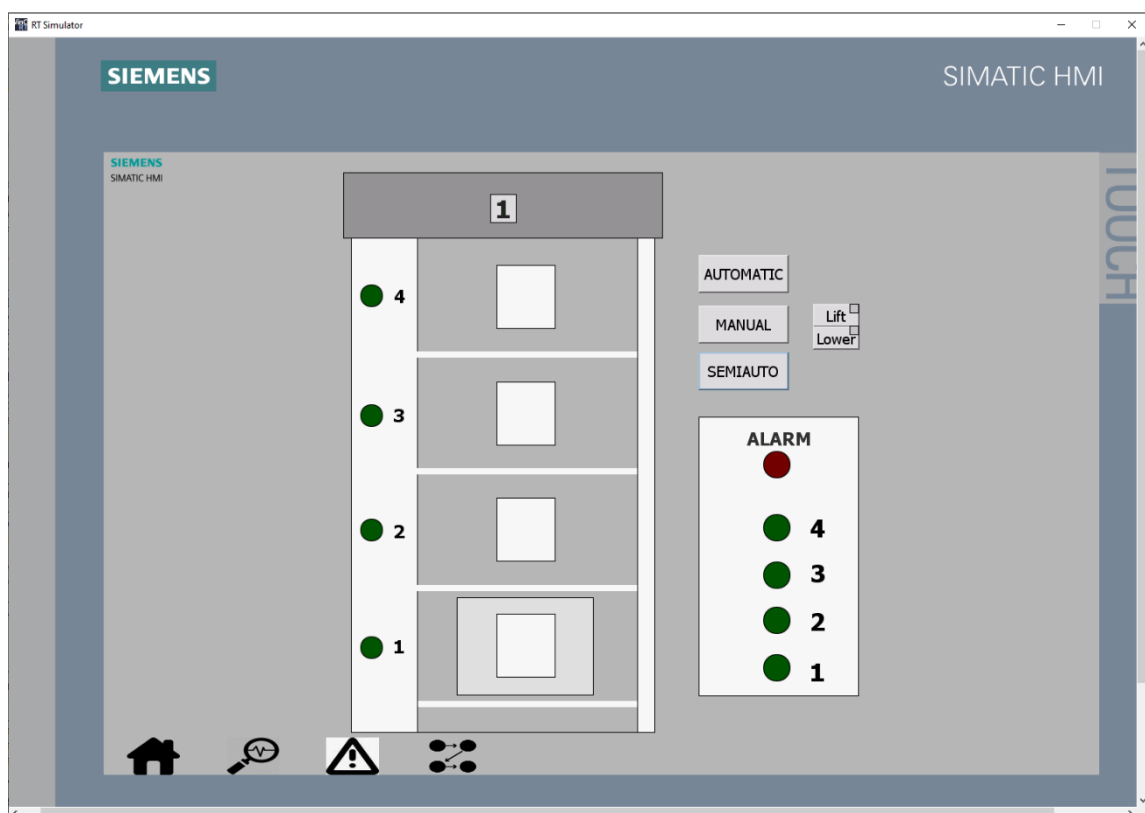 RT Simulator
SIEMENS
SIMATIC HMI
SIEMENS
SIMATIC HMI
TOUCH
1
4
3
2
1
AUTOMATIC
MANUAL
SEMIAUTO
Lift
Lower
ALARM
4
3
2
1